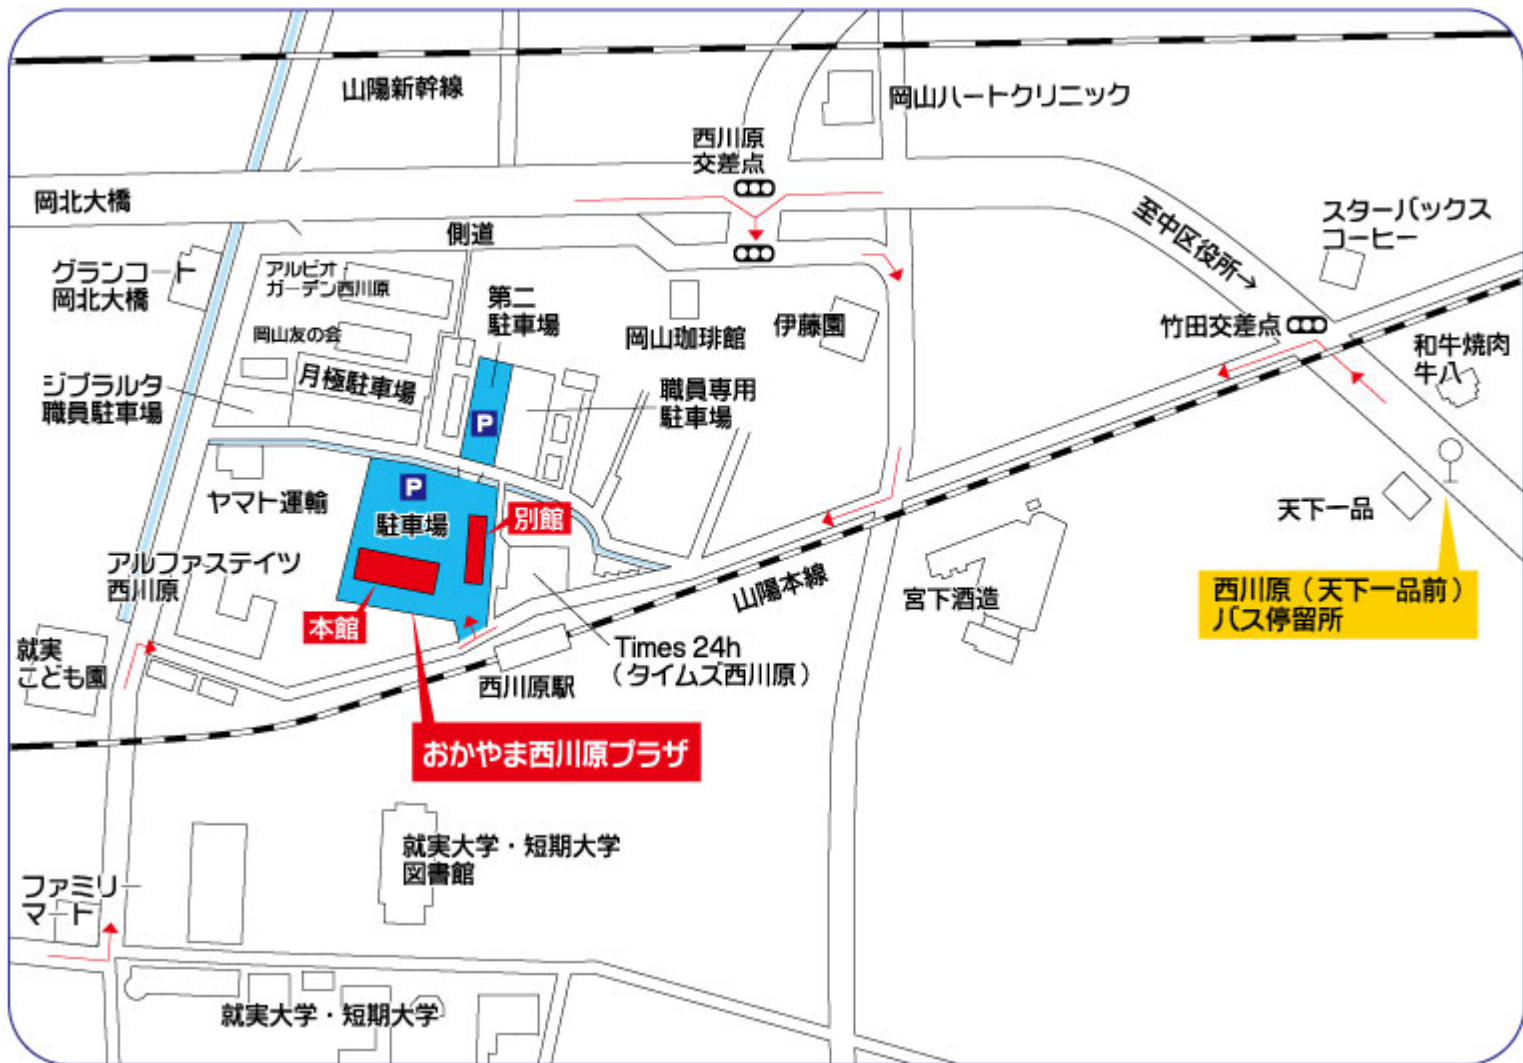 山陽新幹線
岡山ハートクリニック
西川原
交差点
岡北大橋
側道
至中区役所→
スターバックス
コーヒー
グランコート
岡北大橋
アルビオ
ガーデン西川原
第二
駐車場
岡山珈琲館
伊藤園
竹田交差点
和牛焼肉
牛八
岡山友の会
ジブラルタ
職員駐車場
月極駐車場
職員専用
駐車場
P
P
ヤマト運輸
駐車場
別館
天下一品
アルファステイツ
西川原
本館
山陽本線
宮下酒造
西川原(天下一品前)
バス停留所
就実
こども園
Times 24h
(タイムズ西川原)
西川原駅
おかやま西川原プラザ
就実大学・短期大学
図書館
ファミリー
マート
就実大学・短期大学